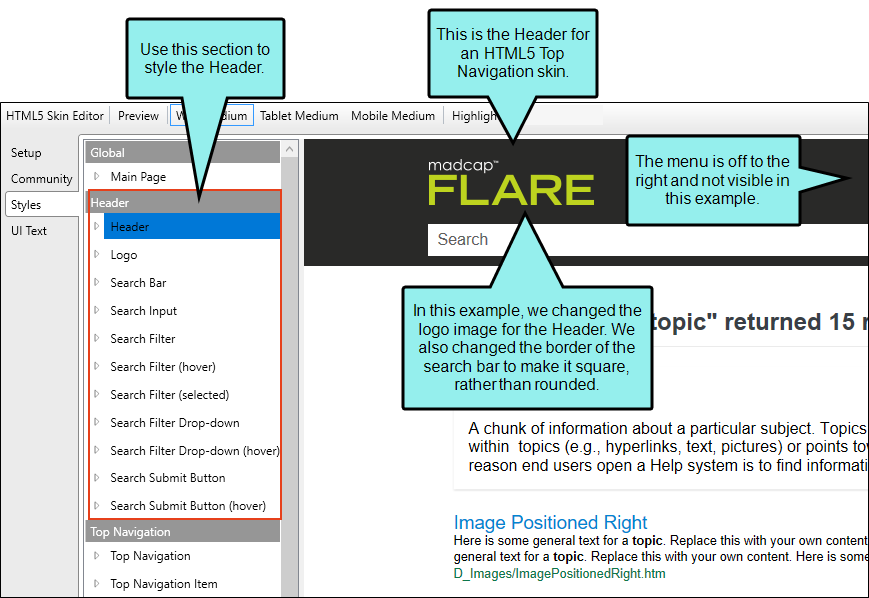 Use this section to
style the Header.
This is the Header for
an HTML5 Top
Navigation skin.
HTML5 Skin Editor
Preview
Tablet Medium
Mobile Medium
The menu is off to the
right and not visible in
this example.
Setup
Community
Styles
UI Text
Global
Main Page
Header
Header
Logo
Search Bar
Search Input
Search Filter
Search Filter (hover)
Search Filter (selected)
Search Filter Drop-down
Search Filter Drop-down (hover)
Search Submit Button
Search Submit Button (hover)
Top Navigation
Top Navigation
Top Navigation Item
madcap™
FLARE
Search
In this example, we changed the
logo image for the Header. We
also changed the border of the
search bar to make it square,
rather than rounded.
topic" returned 15
A chunk of information about a particular subject. Topics
within topics (e.g., hyperlinks, text, pictures) or points
reason end users open a Help system is to find
Image Positioned Right
Here is some general text for a topic. Replace this with your own content
general text for a topic. Replace this with your own content. Here is some
D_Images/ImagePositionedRight.htm